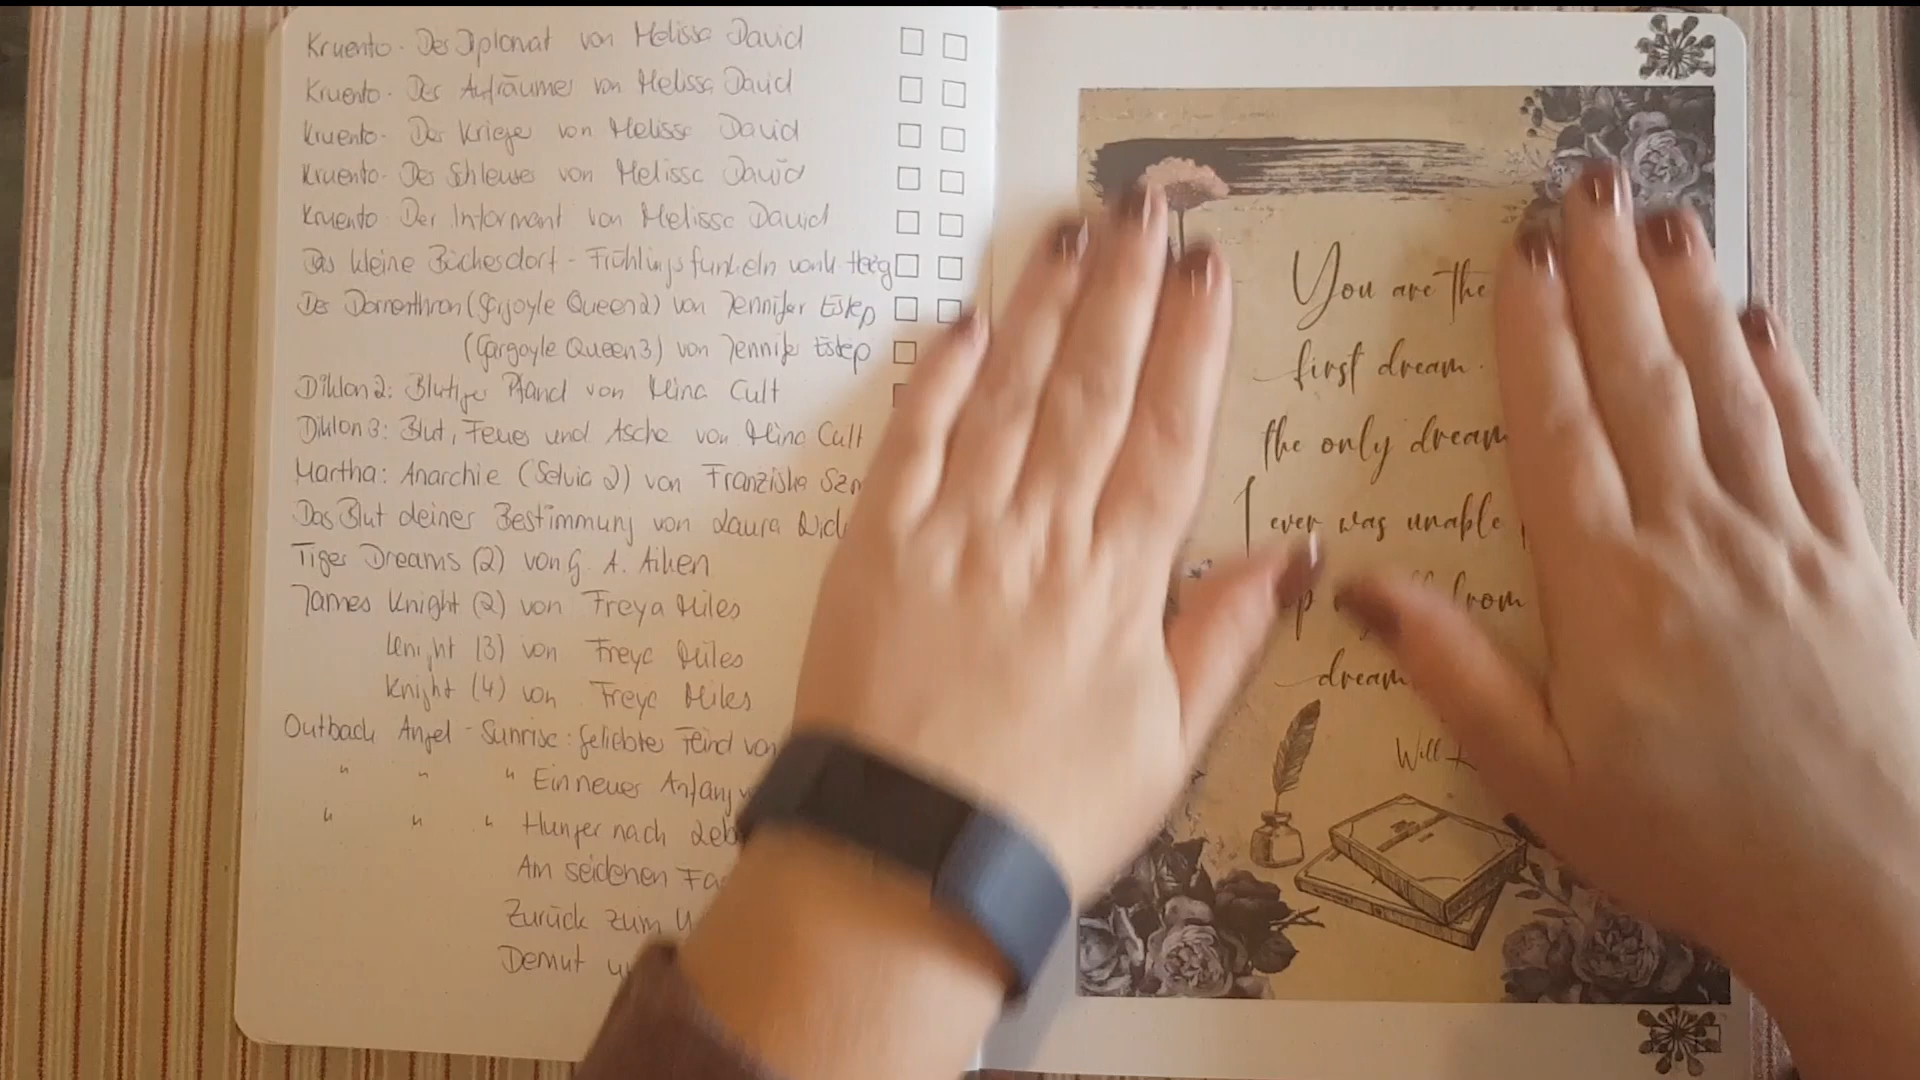 Kruento - Der Diplomat von Melissa David
Kruento - Der Aufräumer von Melissa David
Kruento - Der Krieger von Melissa David
Kruento - Der Schleuser von Melissa David
Kruento - Der Informant von Melissa David
Das kleine Bücherdorf - Frühlingsfunkeln von K. Herzog
Der Dornenthron (Gargoyle Queen 2) von Jennifer Estep
(Gargoyle Queen 3) von Jennifer Estep
2: Blutiger Pfand von Mina Cult
3: Blut, Feuer und Asche von Mina Cult
Martha: Anarchie (Selvia 2) von Franziska
Das Blut deiner Bestimmung von Laura
Tiger Dreams (2) von G. A. Aiken
James Knight (2) von Freya Miles
Knight (3) von Freya Miles
Knight (4) von Freya Miles
Outback Angel - Sunrise: geliebter Feind von
" " " Ein neuer Anfang
" " " Hunger nach
Am seidenen
Zurück zum
Demut
You are the
first dream
the only dream
I ever was unable
from
dream
Will